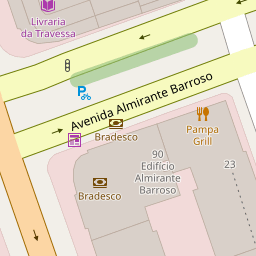 Livraria
da Travessa
P
Avenida Almirante Barroso
Bradesco
Pampa
Grill
90
Edifício
Almirante
Barroso
23
Bradesco